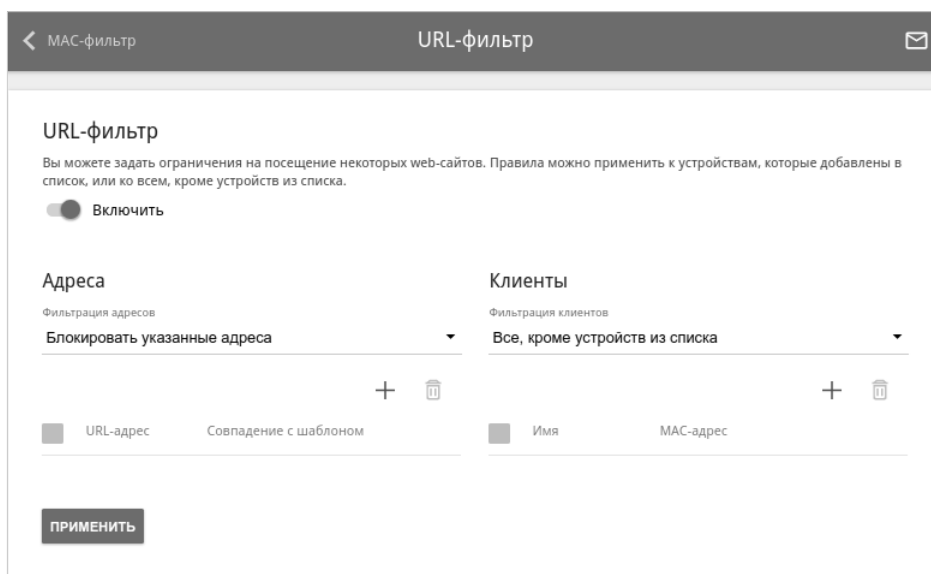 МАС-фильтр
URL-фильтр
URL-фильтр
Вы можете задать ограничения на посещение некоторых web-сайтов. Правила можно применить к устройствам, которые добавлены в
список, или ко всем, кроме устройств из списка.
Включить
Адреса
Фильтрация адресов
Блокировать указанные адреса
URL-адрес
Совпадение с шаблоном
Клиенты
Фильтрация клиентов
Все, кроме устройств из списка
Имя
MAC-адрес
ПРИМЕНИТЬ